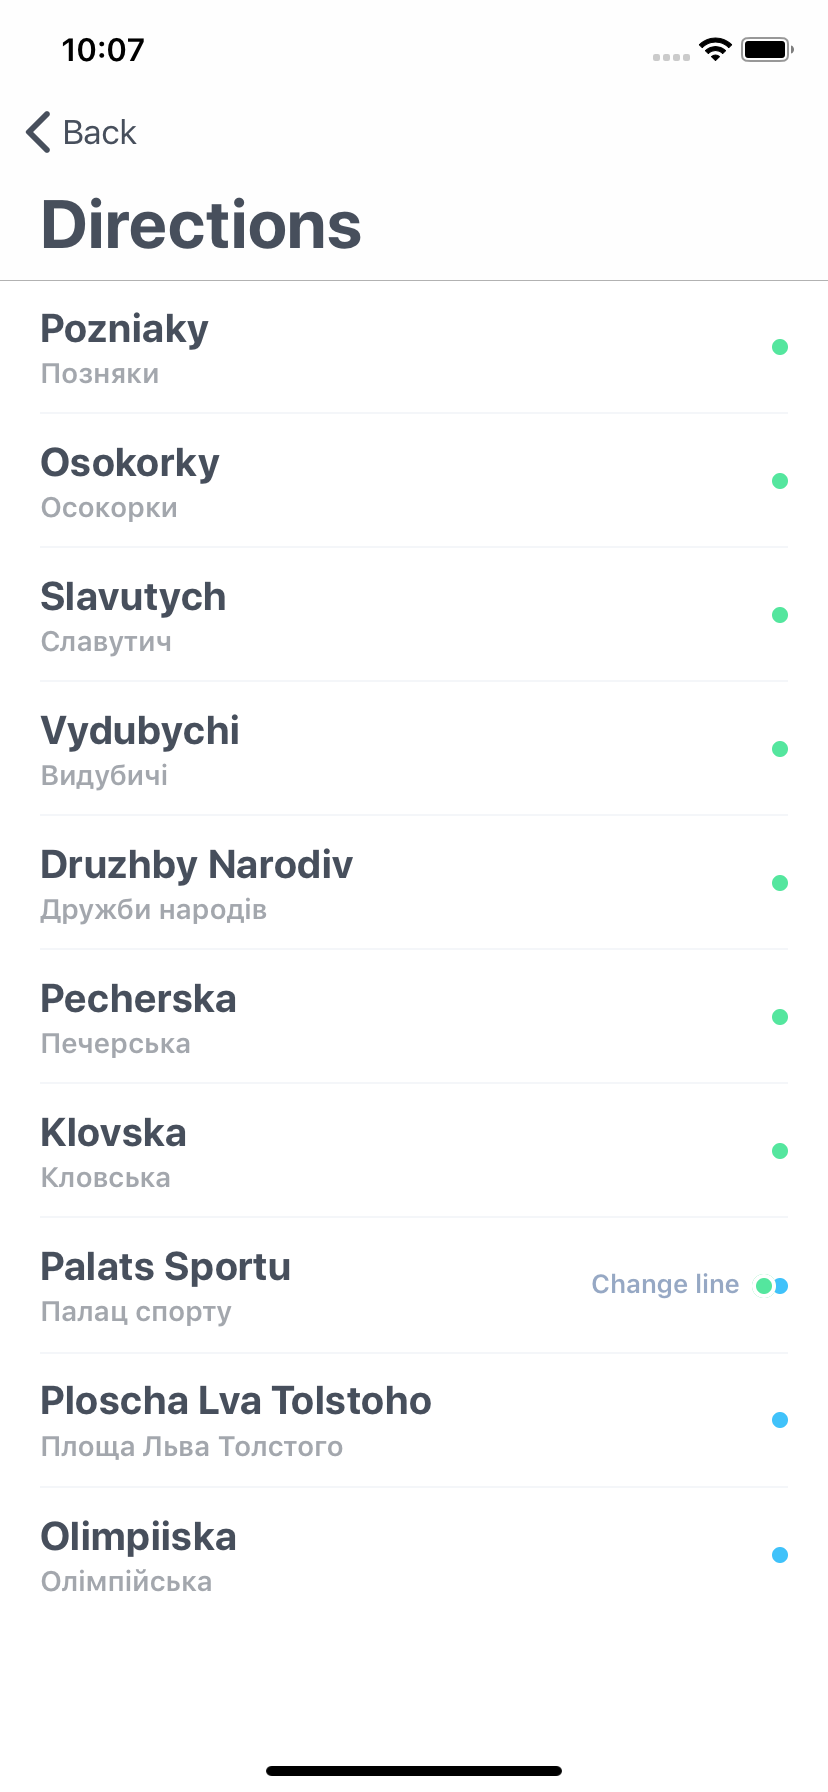 10:07
Back
Directions
Pozniaky
Позняки
Osokorky
Осокорки
Slavutych
Славутич
Vydubychi
Видубичі
Druzhby Narodiv
Дружби народів
Pecherska
Печерська
Klovska
Кловська
Palats Sportu
Change line
Палац спорту
Ploscha Lva Tolstoho
Площа Льва Толстого
Olimpiiska
Олімпійська